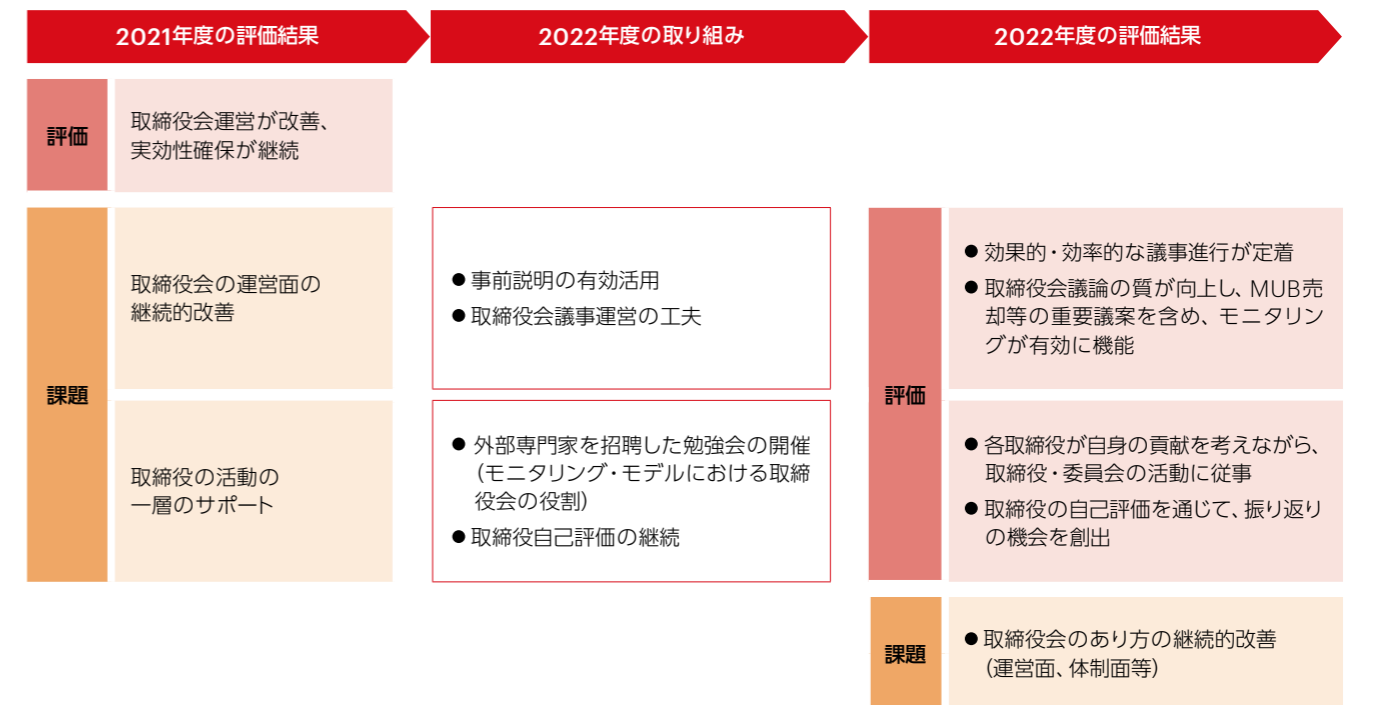 2021年度の評価結果
2022年度の取り組み
2022年度の評価結果
評価
取締役会運営が改善、
実効性確保が継続
課題
取締役会の運営面の
継続的改善
取締役の活動の
一層のサポート
●事前説明の有効活用
●取締役会議事運営の工夫
●外部専門家を招聘した勉強会の開催
(モニタリング・モデルにおける取締
役会の役割)
●取締役自己評価の継続
評価
●効果的・効率的な議事進行が定着
●取締役会議論の質が向上し、MUB売
却等の重要議案を含め、モニタリン
グが有効に機能
●各取締役が自身の貢献を考えながら、
取締役・委員会の活動に従事
●取締役の自己評価を通じて、振り返り
の機会を創出
課題
●取締役会のあり方の継続的改善
(運営面、体制面等)